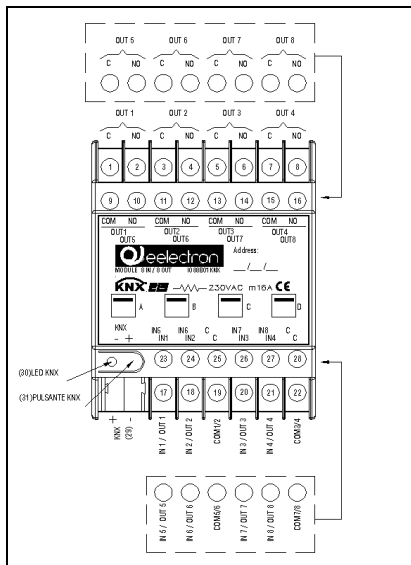 OUT 5 OUT 6 OUT 7 OUT 8
C NO C NO C NO C NO
OUT 1 OUT 2 OUT 3 OUT 4
C NO C NO C NO C NO
1 2 3 4 5 6 7 8
9 10 11 12 13 14 15 16
COM NO COM NO COM NO COM NO
OUT1 OUT2 OUT3 OUT4
OUT5 OUT6 OUT7 OUT8
eelectron
Address:
MODULE 8 IN / 8 OUT IO88B01KNX
__/__/__
KNX 230VAC m16A CE
A B C D
KNX IN5 IN6 C IN7 IN8 C
- + IN1 IN2 C IN3 IN4 C
(30)LED KNX
23 24 25 26 27 28
(31)PULSANTE KNX
17 18 19 20 21 22
+ -
KNX
(29)
IN 1 / OUT 1
IN 2 / OUT 2
COM1/2
IN 3 / OUT 3
IN 4 / OUT 4
COM3/4
IN 5 / OUT 5
IN 6 / OUT 6
COM5/6
IN 7 / OUT 7
IN 8 / OUT 8
COM7/8